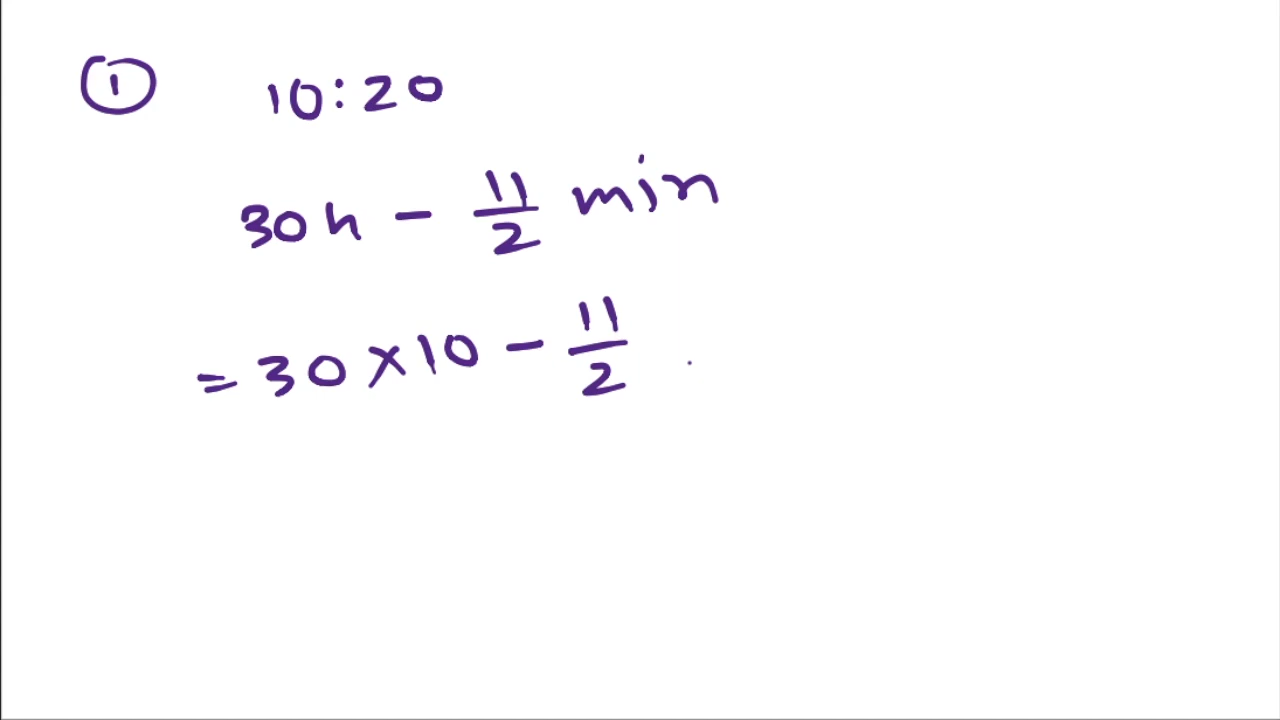 ① 10:20
30h - 11/2 min
= 30 × 10 - 11/2 .